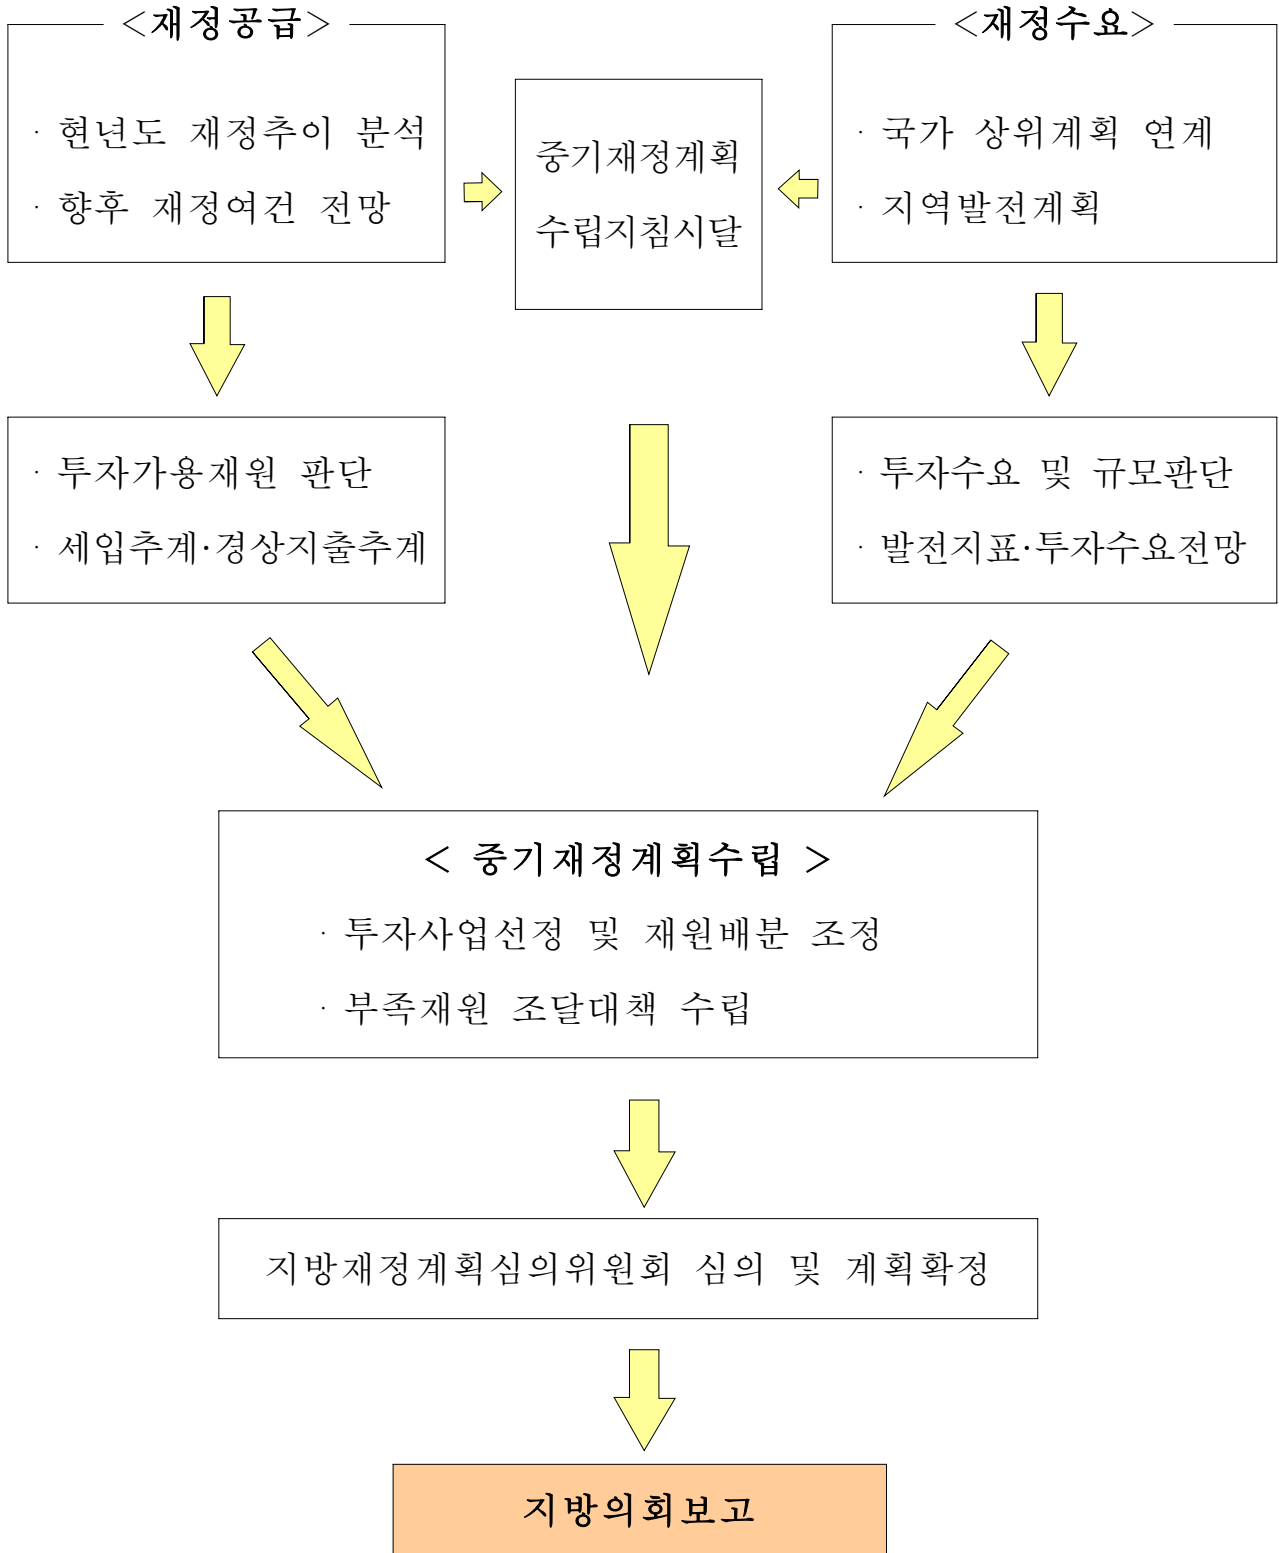 <재정공급>
· 현년도 재정추이 분석
· 향후 재정여건 전망
중기재정계획
수립지침시달
<재정수요>
· 국가 상위계획 연계
· 지역발전계획
· 투자가용재원 판단
· 세입추계·경상지출추계
· 투자수요 및 규모판단
· 발전지표·투자수요전망
< 중기재정계획수립 >
· 투자사업선정 및 재원배분 조정
· 부족재원 조달대책 수립
지방재정계획심의위원회 심의 및 계획확정
지방의회보고